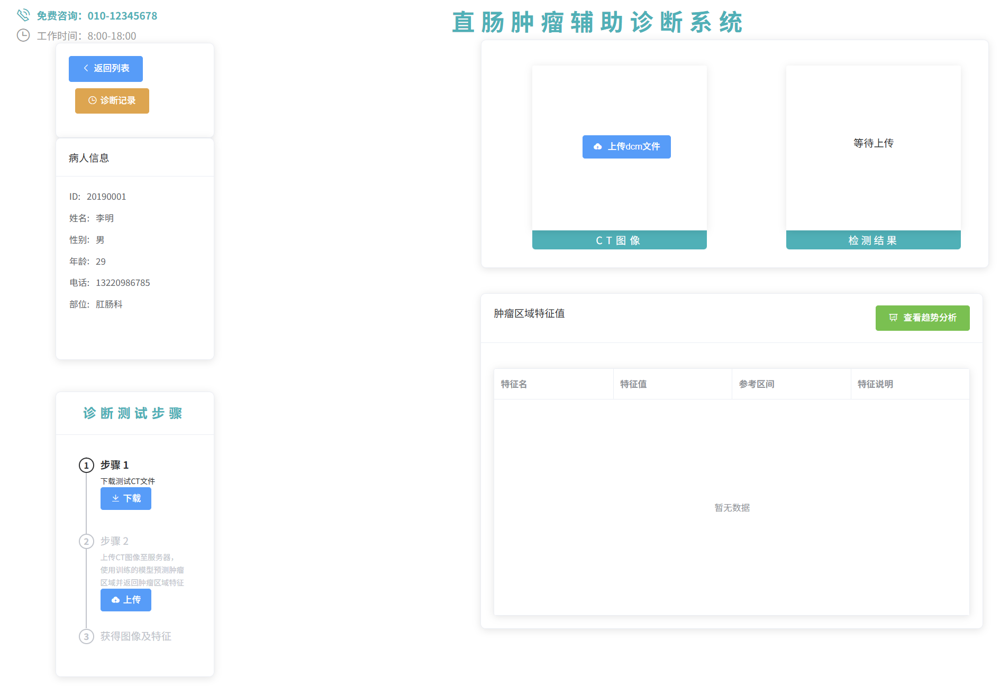 免费咨询：010-12345678
工作时间：8:00-18:00
直肠肿瘤辅助诊断系统
返回列表
诊断记录
病人信息
ID: 20190001
姓名: 李明
性别: 男
年龄: 29
电话: 13220986785
部位: 肛肠科
诊断测试步骤
1 步骤 1
下载测试CT文件
下载
2 步骤 2
上传CT图像至服务器，
使用训练的模型预测肿瘤
区域并返回肿瘤区域特征
上传
3 获得图像及特征
上传dcm文件
CT图像
等待上传
检测结果
肿瘤区域特征值
查看趋势分析
特征名 特征值 参考区间 特征说明
暂无数据